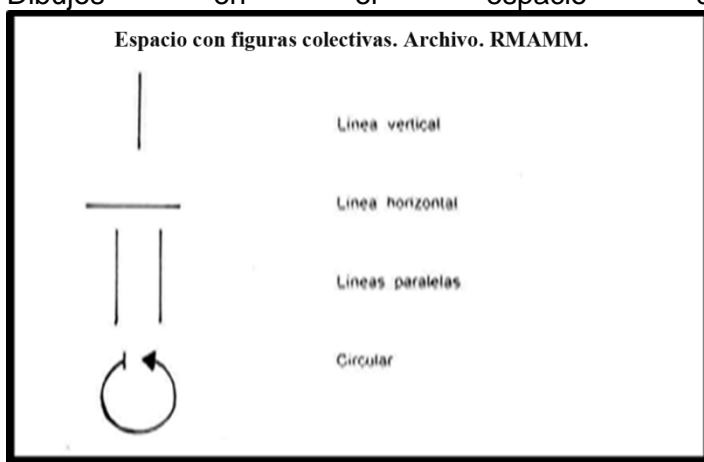 Dibujos en el espacio
Espacio con figuras colectivas. Archivo. RMAMM.
Línea vertical
Línea horizontal
Líneas paralelas
Circular